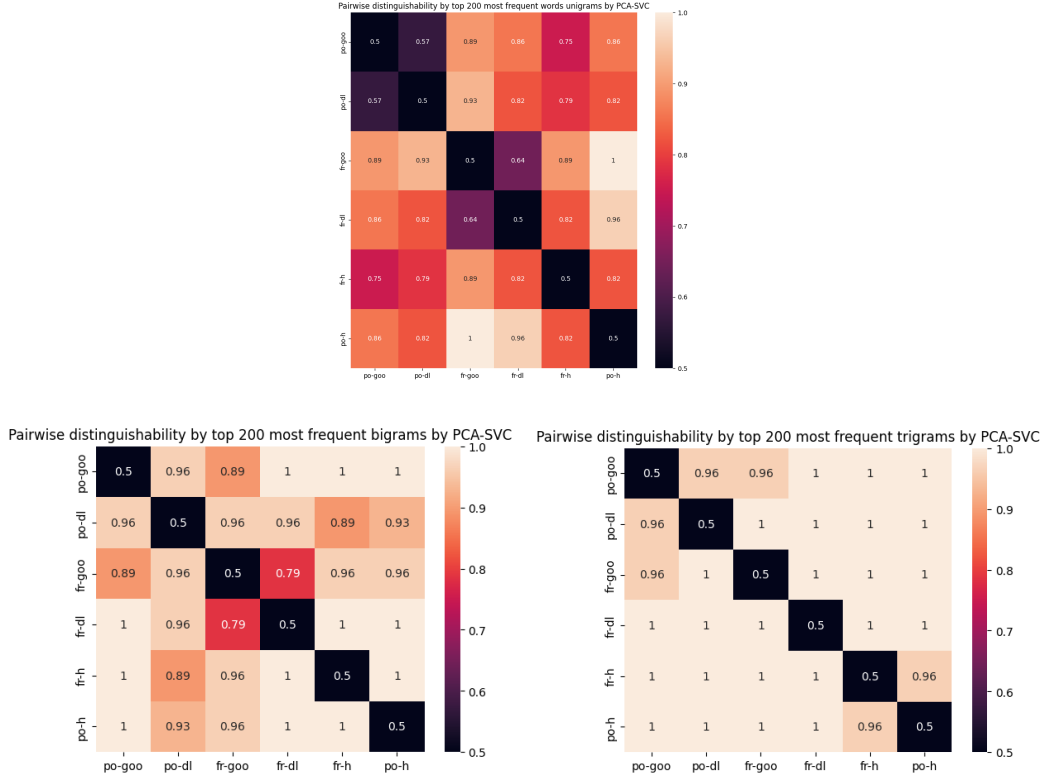 Pairwise distinguishability by top 200 most frequent words unigrams by PCA-SVC
po-goo 0.5 0.57 0.89 0.86 0.75 0.86
po-dl 0.57 0.5 0.93 0.82 0.79 0.82
fr-goo 0.89 0.93 0.5 0.64 0.89 1
fr-dl 0.86 0.82 0.64 0.5 0.82 0.96
fr-h 0.75 0.79 0.89 0.82 0.5 0.82
po-h 0.86 0.82 1 0.96 0.82 0.5
po-goo po-dl fr-goo fr-dl fr-h po-h
1.0
0.9
0.8
0.7
0.6
0.5
Pairwise distinguishability by top 200 most frequent bigrams by PCA-SVC
po-goo 0.5 0.96 0.89 1 1 1
po-dl 0.96 0.5 0.96 0.96 0.89 0.93
fr-goo 0.89 0.96 0.5 0.79 0.96 0.96
fr-dl 1 0.96 0.79 0.5 1 1
fr-h 1 0.89 0.96 1 0.5 1
po-h 1 0.93 0.96 1 1 0.5
po-goo po-dl fr-goo fr-dl fr-h po-h
1.0
0.9
0.8
0.7
0.6
0.5
Pairwise distinguishability by top 200 most frequent trigrams by PCA-SVC
po-goo 0.5 0.96 0.96 1 1 1
po-dl 0.96 0.5 1 1 1 1
fr-goo 0.96 1 0.5 1 1 1
fr-dl 1 1 1 0.5 1 1
fr-h 1 1 1 1 0.5 0.96
po-h 1 1 1 1 0.96 0.5
po-goo po-dl fr-goo fr-dl fr-h po-h
1.0
0.9
0.8
0.7
0.6
0.5